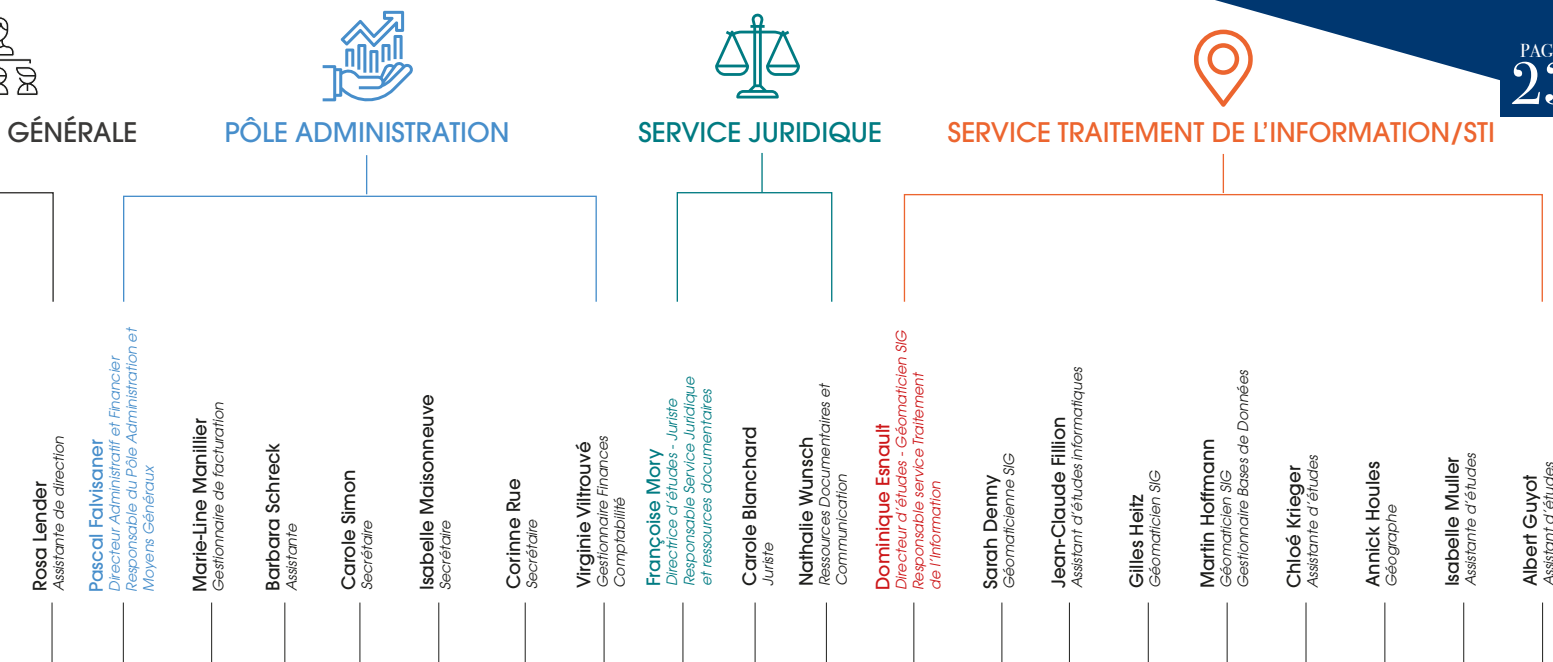 PAG
GÉNÉRALE
PÔLE ADMINISTRATION
SERVICE JURIDIQUE
SERVICE TRAITEMENT DE L'INFORMATION/STI
Rosa Lender
Assistante de direction
Pascal Falvisaner
Directeur Administratif et Financier
Responsable du Pôle Administration et
Moyens Généraux
Marie-Line Manillier
Gestionnaire de facturation
Barbara Schreck
Assistante
Carole Simon
Secrétaire
Isabelle Maisonneuve
Secrétaire
Corinne Rue
Secrétaire
Virginie Viltrouvé
Gestionnaire Finances
Comptabilité
Françoise Mory
Directrice d'études - Juriste
Responsable Service Juridique
et ressources documentaires
Carole Blanchard
Juriste
Nathalie Wunsch
Ressources Documentaires et
Communication
Dominique Esnault
Directeur d'études - Géomaticien SIG
Responsable service Traitement
de l'Information
Sarah Denny
Géomaticienne SIG
Jean-Claude Fillion
Assistant d'études informatiques
Gilles Heitz
Géomaticien SIG
Martin Hoffmann
Géomaticien SIG
Gestionnaire Bases de Données
Chloé Krieger
Assistante d'études
Annick Houles
Géographe
Isabelle Muller
Assistante d'études
Albert Guyot
Assistant d'études